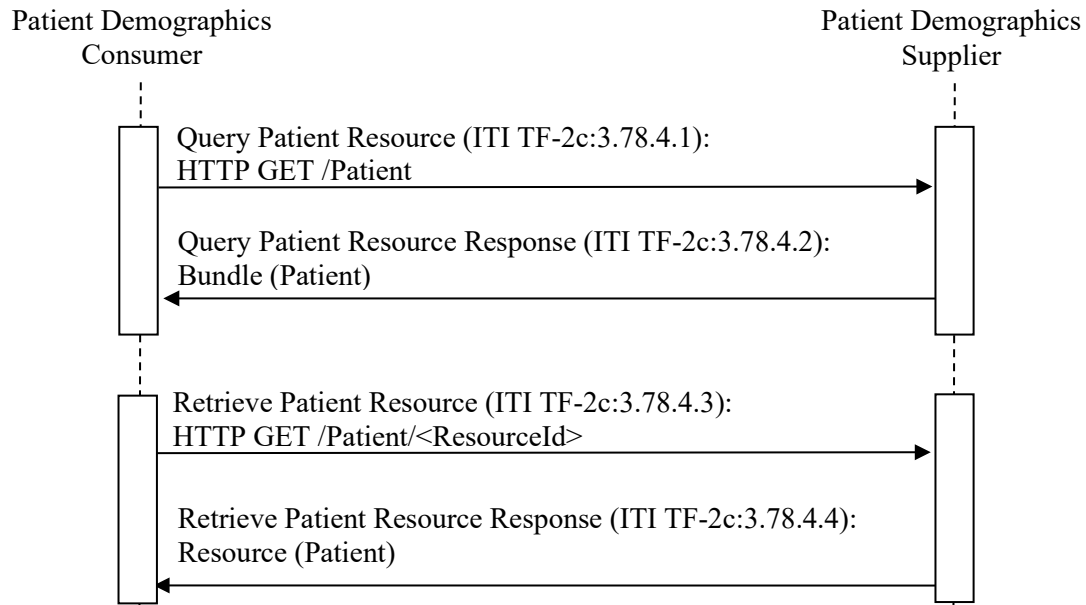 Patient Demographics
Consumer
Patient Demographics
Supplier
Query Patient Resource (ITI TF-2c:3.78.4.1):
HTTP GET /Patient
Query Patient Resource Response (ITI TF-2c:3.78.4.2):
Bundle (Patient)
Retrieve Patient Resource (ITI TF-2c:3.78.4.3):
HTTP GET /Patient/<ResourceId>
Retrieve Patient Resource Response (ITI TF-2c:3.78.4.4):
Resource (Patient)